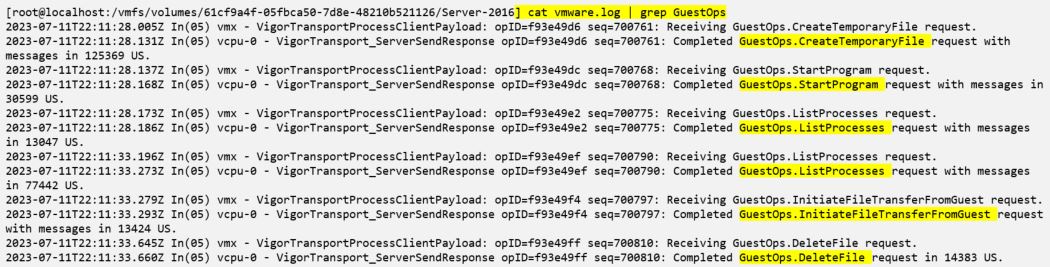 [root@localhost:/vmfs/volumes/61cf9a4f-05fbca50-7d8e-48210b521126/Server-2016] cat vmware.log | grep GuestOps
2023-07-11T22:11:28.005Z In(05) vmx - VigorTransportProcessClientPayload: opID=f93e49d6 seq=700761: Receiving GuestOps.CreateTemporaryFile request.
2023-07-11T22:11:28.131Z In(05) vcpu-0 - VigorTransport_ServerSendResponse opID=f93e49d6 seq=700761: Completed GuestOps.CreateTemporaryFile request with
messages in 125369 US.
2023-07-11T22:11:28.137Z In(05) vmx - VigorTransportProcessClientPayload: opID=f93e49dc seq=700768: Receiving GuestOps.StartProgram request.
2023-07-11T22:11:28.168Z In(05) vcpu-0 - VigorTransport_ServerSendResponse opID=f93e49dc seq=700768: Completed GuestOps.StartProgram request with messages in
30599 US.
2023-07-11T22:11:28.173Z In(05) vmx - VigorTransportProcessClientPayload: opID=f93e49e2 seq=700775: Receiving GuestOps.ListProcesses request.
2023-07-11T22:11:28.186Z In(05) vcpu-0 - VigorTransport_ServerSendResponse opID=f93e49e2 seq=700775: Completed GuestOps.ListProcesses request with messages
in 13047 US.
2023-07-11T22:11:33.196Z In(05) vmx - VigorTransportProcessClientPayload: opID=f93e49ef seq=700790: Receiving GuestOps.ListProcesses request.
2023-07-11T22:11:33.273Z In(05) vcpu-0 - VigorTransport_ServerSendResponse opID=f93e49ef seq=700790: Completed GuestOps.ListProcesses request with messages
in 77442 US.
2023-07-11T22:11:33.279Z In(05) vmx - VigorTransportProcessClientPayload: opID=f93e49f4 seq=700797: Receiving GuestOps.InitiateFileTransferFromGuest request.
2023-07-11T22:11:33.293Z In(05) vcpu-0 - VigorTransport_ServerSendResponse opID=f93e49f4 seq=700797: Completed GuestOps.InitiateFileTransferFromGuest request
with messages in 13424 US.
2023-07-11T22:11:33.645Z In(05) vmx - VigorTransportProcessClientPayload: opID=f93e49ff seq=700810: Receiving GuestOps.DeleteFile request.
2023-07-11T22:11:33.660Z In(05) vcpu-0 - VigorTransport_ServerSendResponse opID=f93e49ff seq=700810: Completed GuestOps.DeleteFile request in 14383 US.